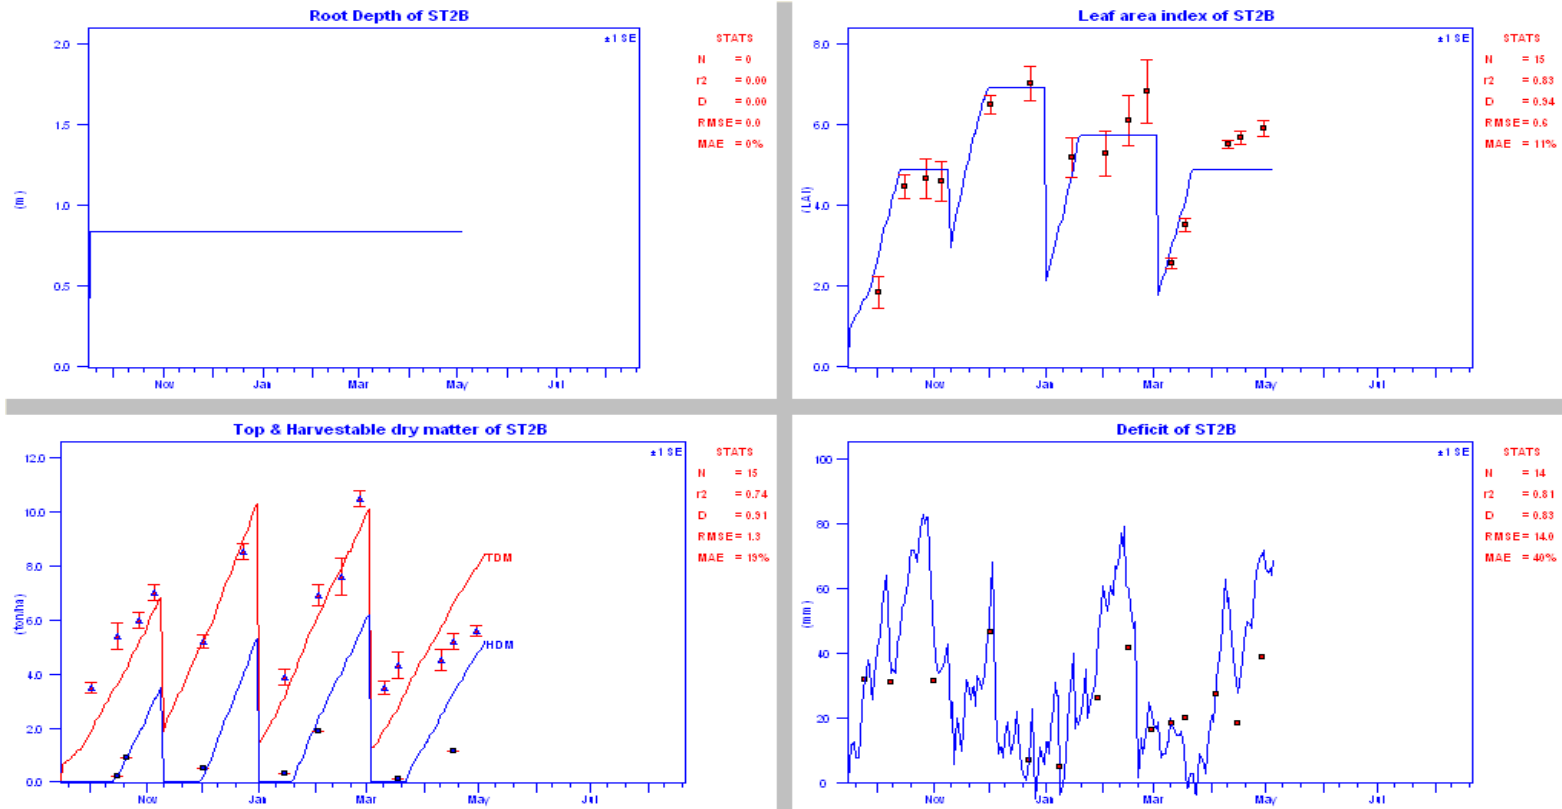 Root Depth of ST2B
±1 SE
STATS
N = 0
r2 = 0.00
D = 0.00
RMSE = 0.0
MAE = 0%
2.0
1.5
1.0
0.5
0.0
(m)
Nov Jan Mar May Jul
Leaf area index of ST2B
±1 SE
STATS
N = 15
r2 = 0.83
D = 0.94
RMSE = 0.6
MAE = 11%
8.0
6.0
4.0
2.0
0.0
(LAI)
Nov Jan Mar May Jul
Top & Harvestable dry matter of ST2B
±1 SE
STATS
N = 15
r2 = 0.74
D = 0.91
RMSE = 1.3
MAE = 19%
12.0
10.0
8.0
6.0
4.0
2.0
0.0
(ton/ha)
TDM
HDM
Nov Jan Mar May Jul
Deficit of ST2B
±1 SE
STATS
N = 14
r2 = 0.81
D = 0.83
RMSE = 14.0
MAE = 40%
100
80
60
40
20
0
(mm)
Nov Jan Mar May Jul